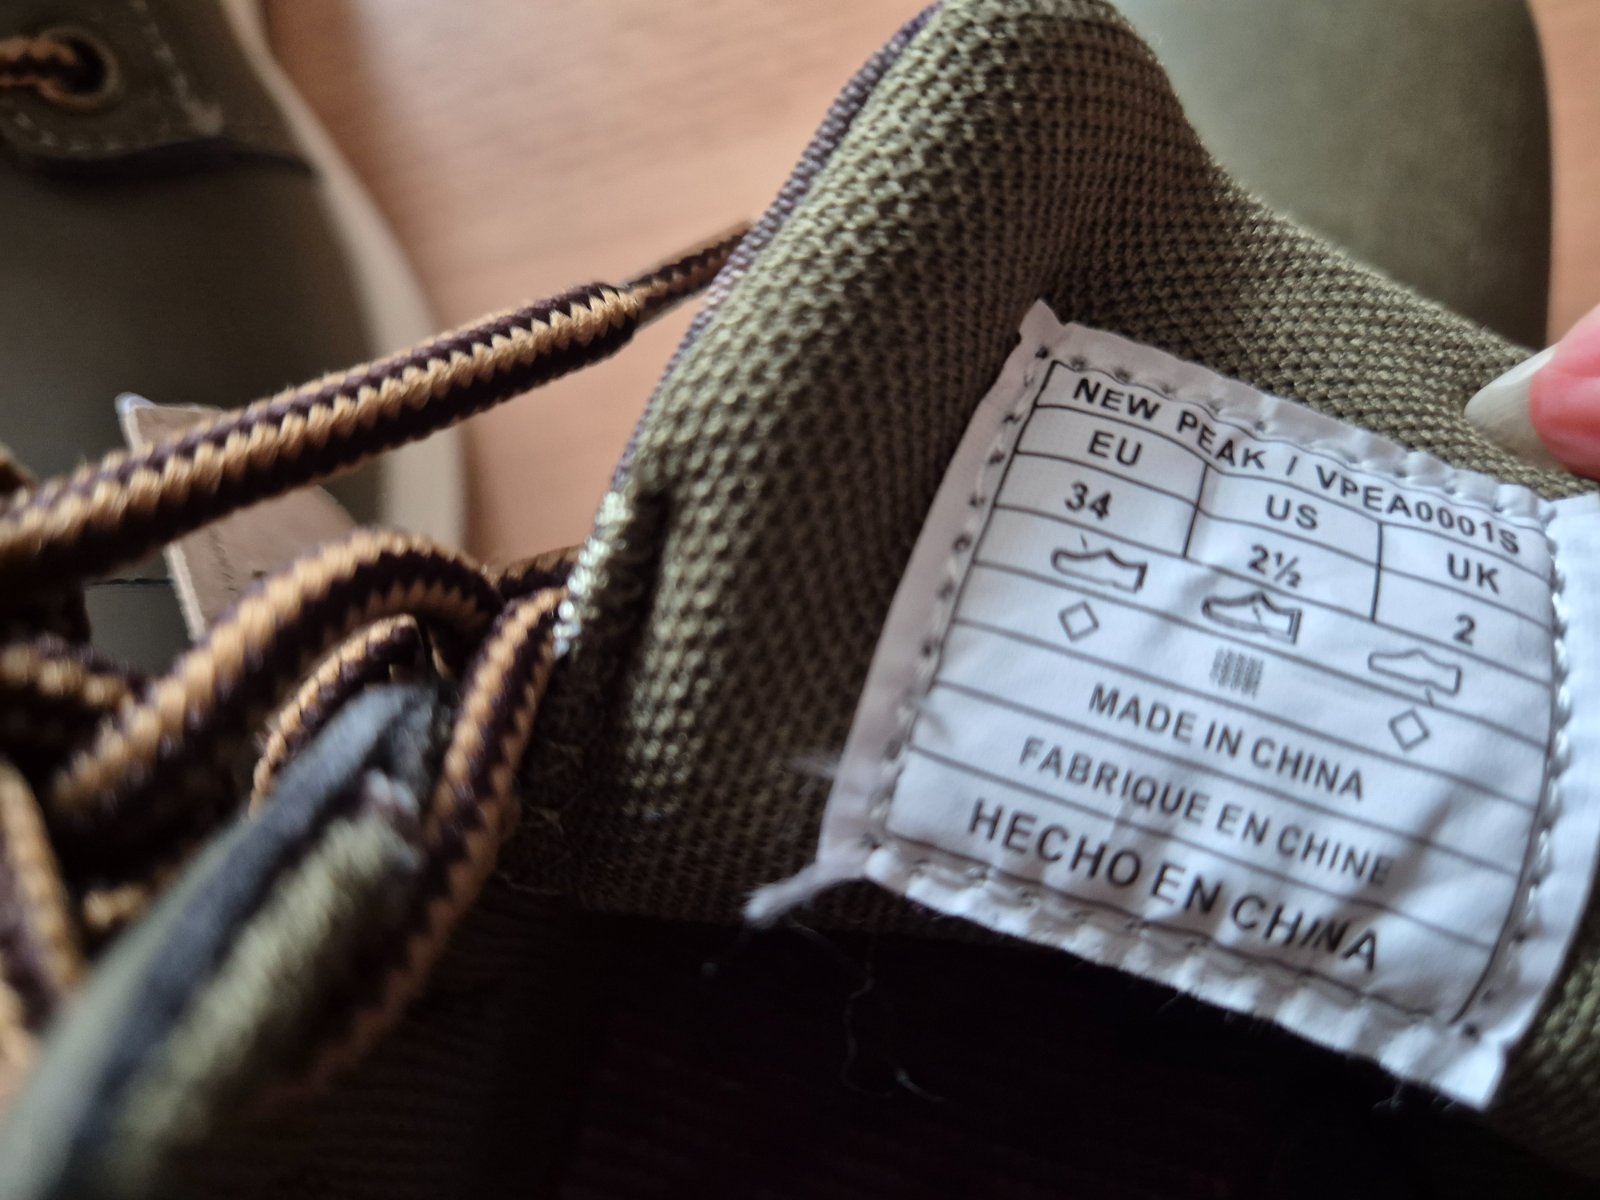 NEW PEAK / VPEA0001S
EU US UK
34 2½ 2
MADE IN CHINA
FABRIQUE EN CHINE
HECHO EN CHINA